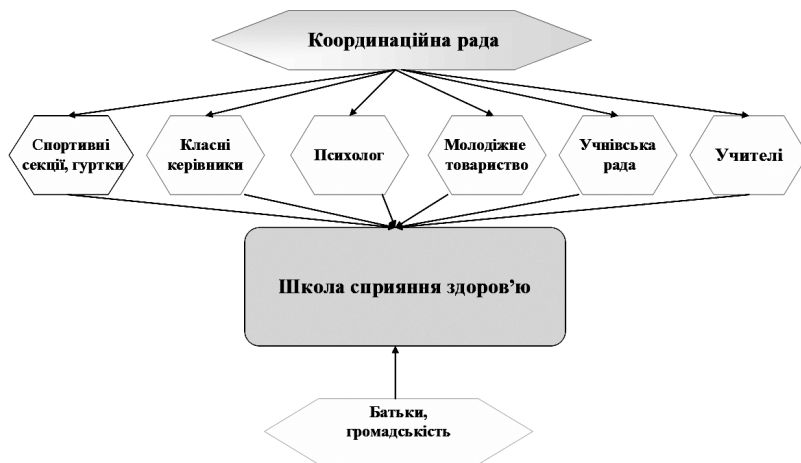 Координаційна рада
Спортивні
секції, гуртки
Класні
керівники
Психолог
Молодіжне
товариство
Учнівська
рада
Учителі
Школа сприяння здоров’ю
Батьки,
громадськість